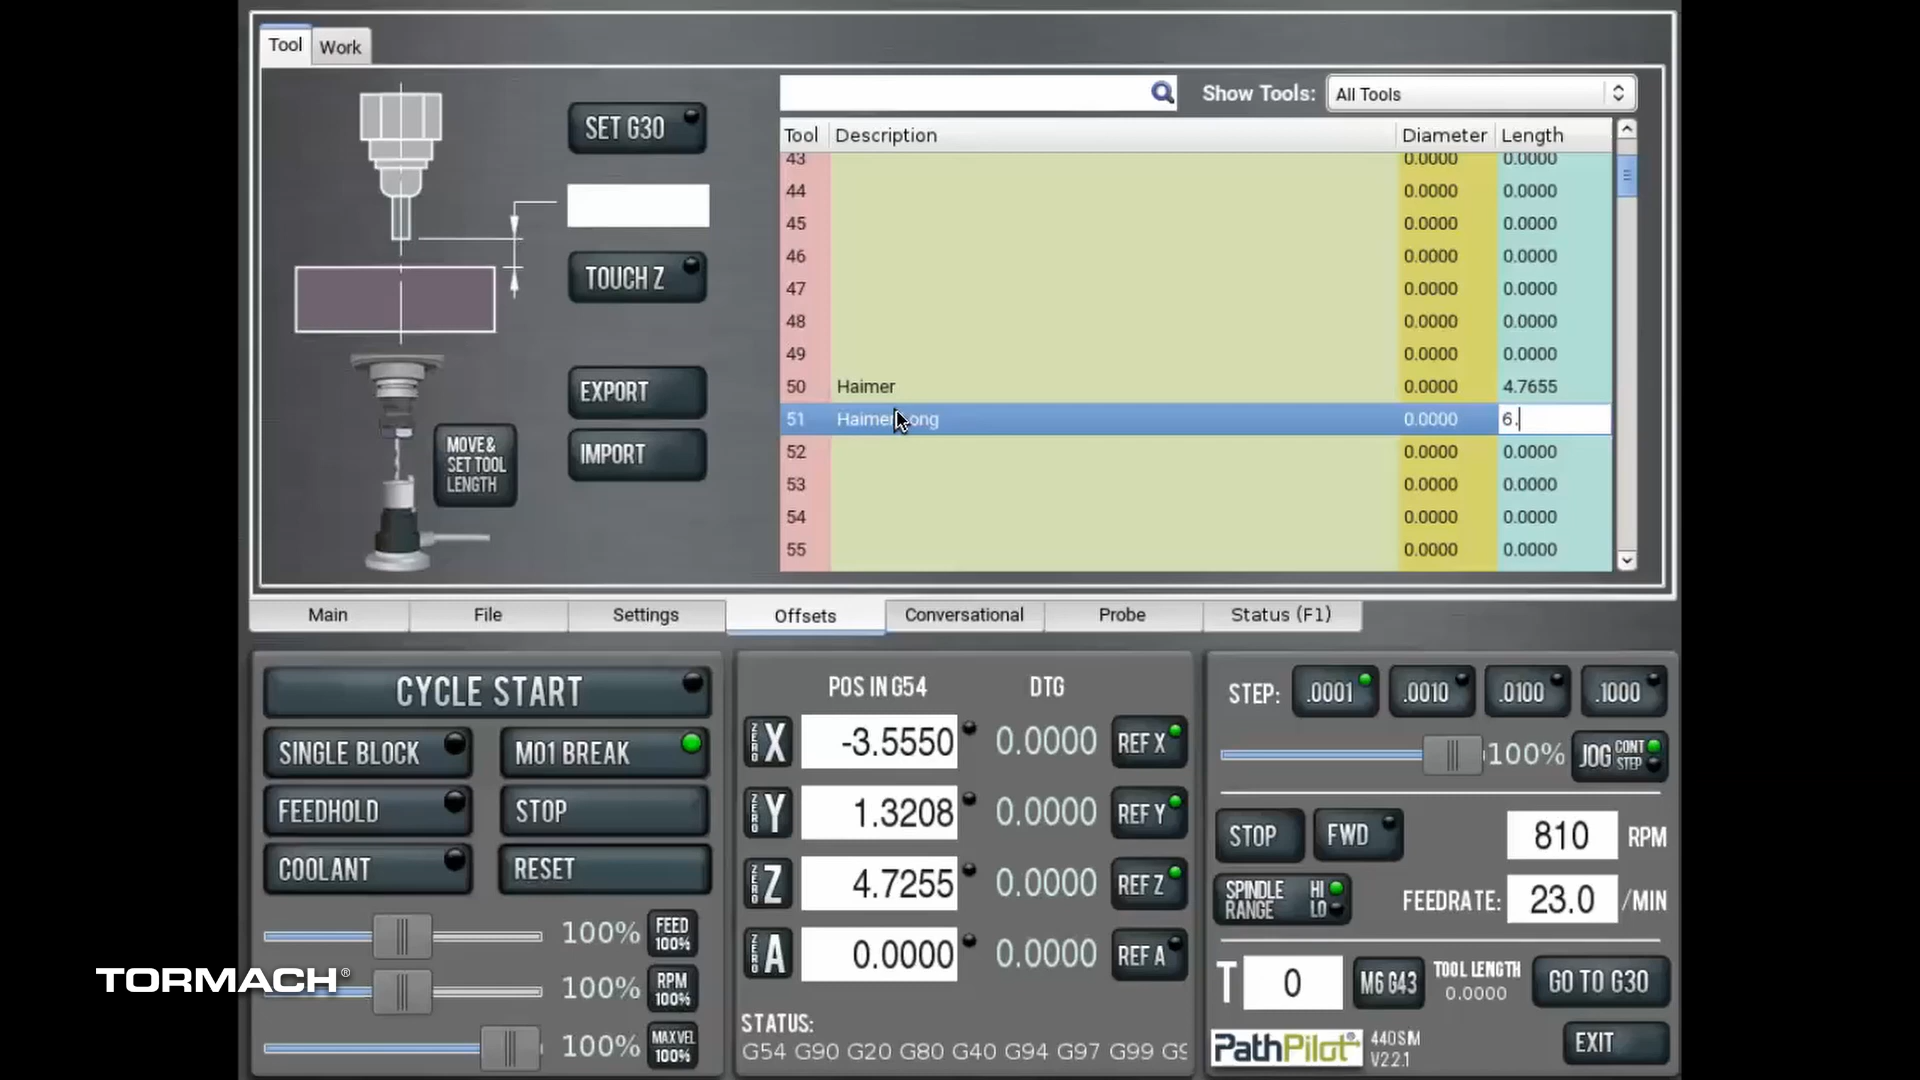 Tool Work
SET G30
TOUCH Z
EXPORT
IMPORT
MOVE &
SET TOOL
LENGTH
Show Tools: All Tools
Tool Description Diameter Length
43 0.0000 0.0000
44 0.0000 0.0000
45 0.0000 0.0000
46 0.0000 0.0000
47 0.0000 0.0000
48 0.0000 0.0000
49 0.0000 0.0000
50 Haimer 0.0000 4.7655
51 Haimer ong 0.0000 6.
52 0.0000 0.0000
53 0.0000 0.0000
54 0.0000 0.0000
55 0.0000 0.0000
Main File Settings Offsets Conversational Probe Status (F1)
CYCLE START
SINGLE BLOCK M01 BREAK
FEEDHOLD STOP
COOLANT RESET
100% FEED
100%
100% RPM
100%
100% MAX VEL
100%
POS IN G54 DTG
ZERO X -3.5550 0.0000 REF X
ZERO Y 1.3208 0.0000 REF Y
ZERO Z 4.7255 0.0000 REF Z
ZERO A 0.0000 0.0000 REF A
STATUS:
G54 G90 G20 G80 G40 G94 G97 G99
STEP: .0001 .0010 .0100 .1000
100% JOG CONT
STEP
STOP FWD 810 RPM
SPINDLE HI
RANGE LO
FEEDRATE: 23.0 /MIN
T 0 M6 G43 TOOL LENGTH
0.0000
GO TO G30
PathPilot® 440SM
V2.2.1
EXIT
TORMACH®